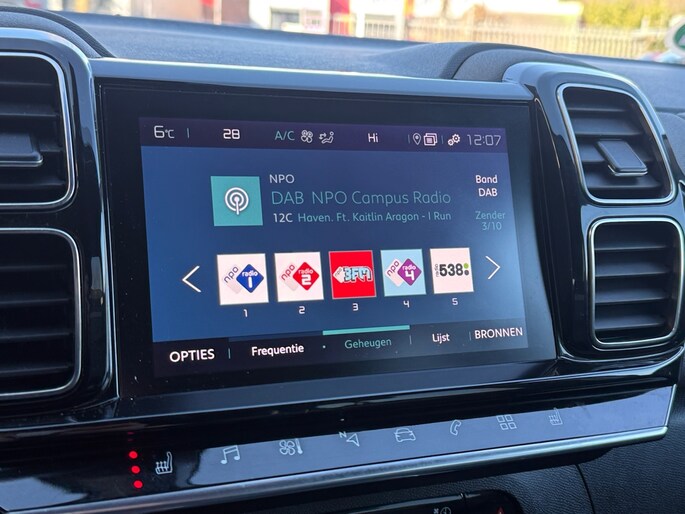 6°C 28 A/C Hi 12:07
NPO
DAB NPO Campus Radio
12C Haven. Ft. Kaitlin Aragon - I Run
Band
DAB
Zender
3/10
npo radio 1
npo radio 2
3FM
npo radio 4
538
1 2 3 4 5
OPTIES Frequentie Geheugen Lijst BRONNEN
N